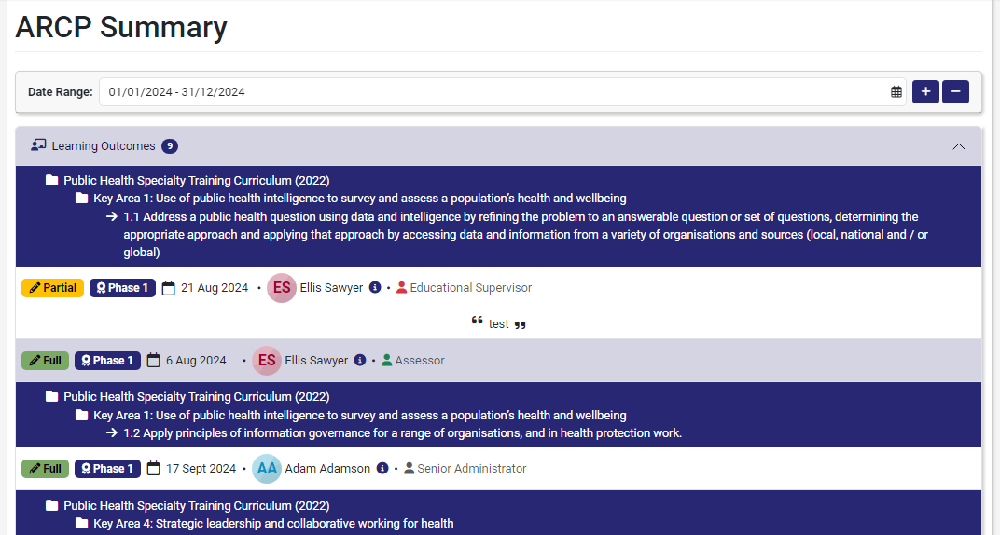 ARCP Summary
Date Range: 01/01/2024 - 31/12/2024 + −
Learning Outcomes 9
Public Health Specialty Training Curriculum (2022)
Key Area 1: Use of public health intelligence to survey and assess a population's health and wellbeing
→ 1.1 Address a public health question using data and intelligence by refining the problem to an answerable question or set of questions, determining the
appropriate approach and applying that approach by accessing data and information from a variety of organisations and sources (local, national and / or
global)
Partial Phase 1 21 Aug 2024 • ES Ellis Sawyer i • Educational Supervisor
“ test ”
Full Phase 1 6 Aug 2024 • ES Ellis Sawyer i • Assessor
Public Health Specialty Training Curriculum (2022)
Key Area 1: Use of public health intelligence to survey and assess a population's health and wellbeing
→ 1.2 Apply principles of information governance for a range of organisations, and in health protection work.
Full Phase 1 17 Sept 2024 • AA Adam Adamson i • Senior Administrator
Public Health Specialty Training Curriculum (2022)
Key Area 4: Strategic leadership and collaborative working for health